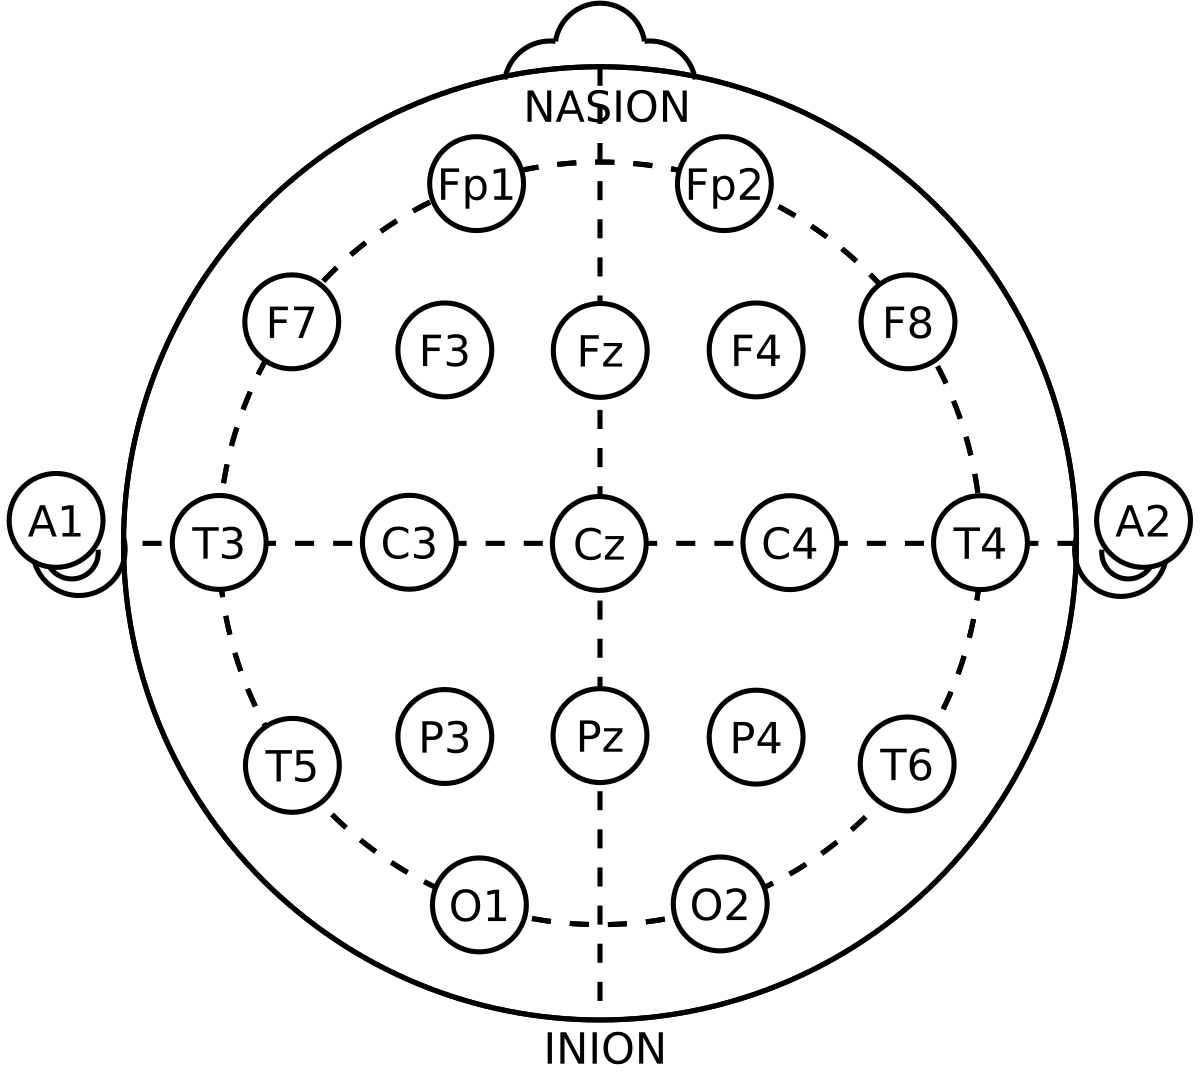 NASION
Fp1 Fp2
F7 F3 Fz F4 F8
A1 T3 C3 Cz C4 T4 A2
T5 P3 Pz P4 T6
O1 O2
INION